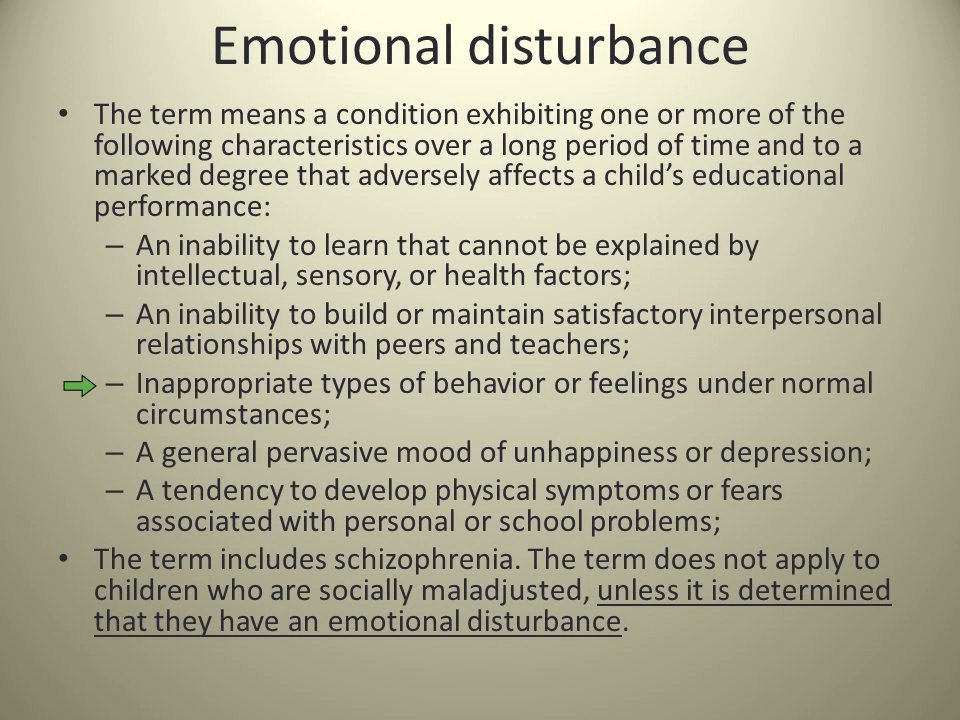 Emotional disturbance
• The term means a condition exhibiting one or more of the
following characteristics over a long period of time and to a
marked degree that adversely affects a child’s educational
performance:
– An inability to learn that cannot be explained by
intellectual, sensory, or health factors;
– An inability to build or maintain satisfactory interpersonal
relationships with peers and teachers;
– Inappropriate types of behavior or feelings under normal
circumstances;
– A general pervasive mood of unhappiness or depression;
– A tendency to develop physical symptoms or fears
associated with personal or school problems;
• The term includes schizophrenia. The term does not apply to
children who are socially maladjusted, unless it is determined
that they have an emotional disturbance.